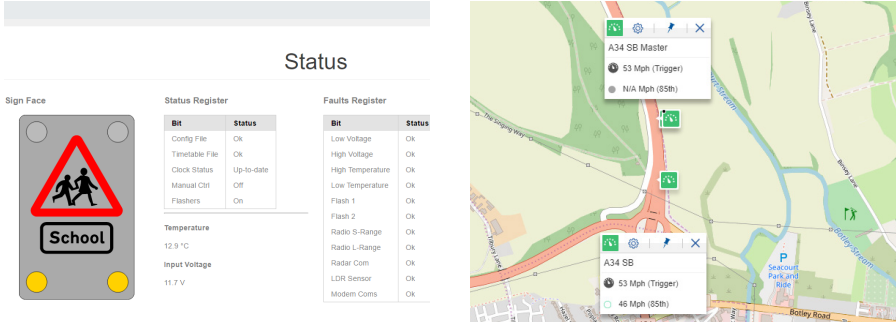 Status
Sign Face
School
Status Register
Bit Status
Config File Ok
Timetable File Ok
Clock Status Up-to-date
Manual Ctrl Off
Flashers On
Temperature
12.9 °C
Input Voltage
11.7 V
Faults Register
Bit Status
Low Voltage Ok
High Voltage Ok
High Temperature Ok
Low Temperature Ok
Flash 1 Ok
Flash 2 Ok
Radio S-Range Ok
Radio L-Range Ok
Radar Com Ok
LDR Sensor Ok
Modem Coms Ok
A34 SB Master
53 Mph (Trigger)
N/A Mph (85th)
Binsey Lane
The Singing Way
Binsey Lane
Botley Stream
Tilbury Lane
A34 SB
53 Mph (Trigger)
46 Mph (85th)
P
Seacourt
Park and
Ride
Botley Road